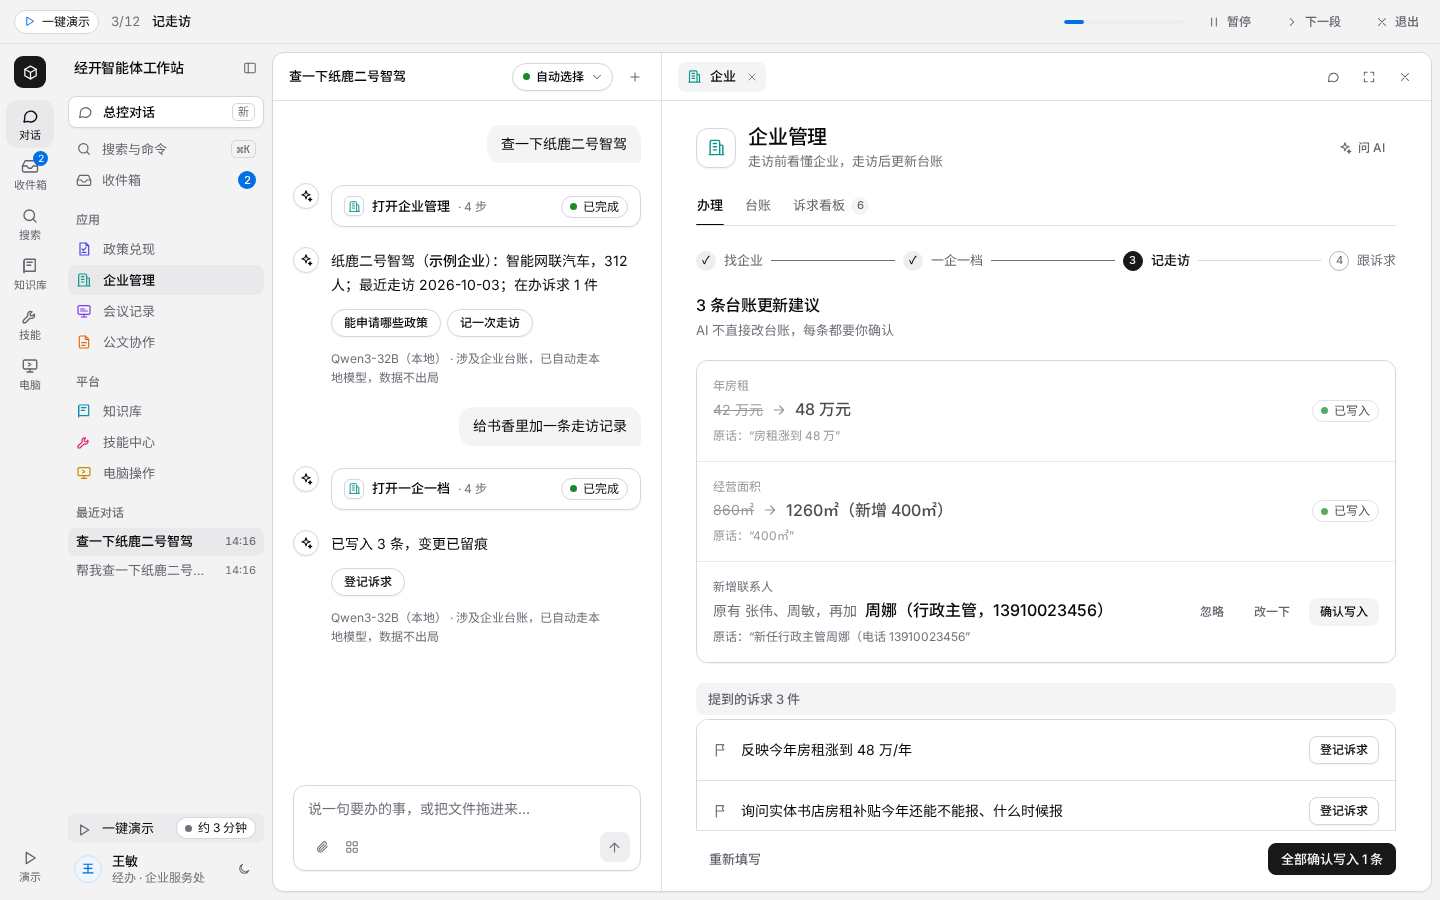 一键演示
3/12
记走访
暂停
下一段
退出
对话
2
收件箱
搜索
知识库
技能
电脑
演示
经开智能体工作站
总控对话
新
搜索与命令
⌘K
收件箱
2
应用
政策兑现
企业管理
会议记录
公文协作
平台
知识库
技能中心
电脑操作
最近对话
查一下纸鹿二号智驾
14:16
帮我查一下纸鹿二号...
14:16
一键演示
约 3 分钟
王
王敏
经办 · 企业服务处
查一下纸鹿二号智驾
自动选择
查一下纸鹿二号智驾
打开企业管理 · 4 步
已完成
纸鹿二号智驾（示例企业）：智能网联汽车，312
人；最近走访 2026-10-03；在办诉求 1 件
能申请哪些政策
记一次走访
Qwen3-32B（本地） · 涉及企业台账，已自动走本
地模型，数据不出局
给书香里加一条走访记录
打开一企一档 · 4 步
已完成
已写入 3 条，变更已留痕
登记诉求
Qwen3-32B（本地） · 涉及企业台账，已自动走本
地模型，数据不出局
说一句要办的事，或把文件拖进来...
企业
企业管理
走访前看懂企业，走访后更新台账
问 AI
办理
台账
诉求看板 6
找企业
一企一档
3 记走访
4 跟诉求
3 条台账更新建议
AI 不直接改台账，每条都要你确认
年房租
42 万元 → 48 万元
原话：“房租涨到 48 万”
已写入
经营面积
860㎡ → 1260㎡（新增 400㎡）
原话：“400㎡”
已写入
新增联系人
原有 张伟、周敏，再加 周娜（行政主管，13910023456）
原话：“新任行政主管周娜（电话 13910023456”
忽略
改一下
确认写入
提到的诉求 3 件
反映今年房租涨到 48 万/年
登记诉求
询问实体书店房租补贴今年还能不能报、什么时候报
登记诉求
重新填写
全部确认写入 1 条